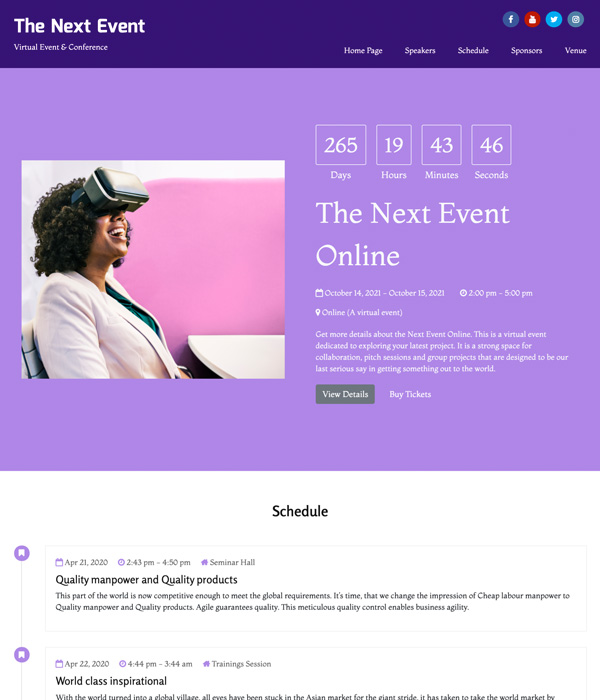 The Next Event
Virtual Event & Conference
Home Page Speakers Schedule Sponsors Venue
265 19 43 46
Days Hours Minutes Seconds
The Next Event
Online
October 14, 2021 – October 15, 2021 2:00 pm – 5:00 pm
Online (A virtual event)
Get more details about the Next Event Online. This is a virtual event
dedicated to exploring your latest project. It is a strong space for
collaboration, pitch sessions and group projects that are designed to be our
last serious say in getting something out to the world.
View Details Buy Tickets
Schedule
Apr 21, 2020 2:43 pm – 4:50 pm Seminar Hall
Quality manpower and Quality products
This part of the world is now competitive enough to meet the global requirements. It's time, that we change the impression of Cheap labour manpower to
Quality manpower and Quality products. Agile guarantees quality. This meticulous quality control enables business agility.
Apr 22, 2020 4:44 pm – 3:44 am Trainings Session
World class inspirational
With the world turned into a global village, all eyes have been stuck in the Asian market for the giant stride, it has taken to take the world market by